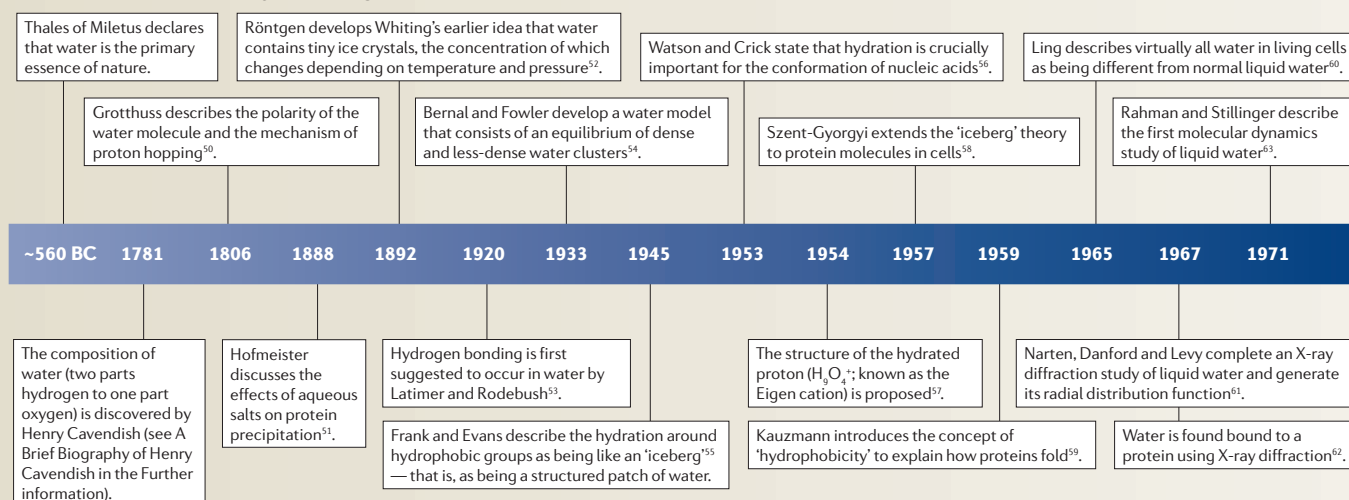 Thales of Miletus declares
that water is the primary
essence of nature.
Röntgen develops Whiting's earlier idea that water
contains tiny ice crystals, the concentration of which
changes depending on temperature and pressure⁵².
Watson and Crick state that hydration is crucially
important for the conformation of nucleic acids⁵⁶.
Ling describes virtually all water in living cells
as being different from normal liquid water⁶⁰.
Grotthuss describes the polarity of the
water molecule and the mechanism of
proton hopping⁵⁰.
Bernal and Fowler develop a water model
that consists of an equilibrium of dense
and less-dense water clusters⁵⁴.
Szent-Gyorgyi extends the 'iceberg' theory
to protein molecules in cells⁵⁸.
Rahman and Stillinger describe
the first molecular dynamics
study of liquid water⁶³.
~560 BC 1781 1806 1888 1892 1920 1933 1945 1953 1954 1957 1959 1965 1967 1971
The composition of
water (two parts
hydrogen to one part
oxygen) is discovered by
Henry Cavendish (see A
Brief Biography of Henry
Cavendish in the Further
information).
Hofmeister
discusses the
effects of aqueous
salts on protein
precipitation⁵¹.
Hydrogen bonding is first
suggested to occur in water by
Latimer and Rodebush⁵³.
Frank and Evans describe the hydration around
hydrophobic groups as being like an 'iceberg'⁵⁵
— that is, as being a structured patch of water.
The structure of the hydrated
proton (H₉O₄⁺; known as the
Eigen cation) is proposed⁵⁷.
Kauzmann introduces the concept of
'hydrophobicity' to explain how proteins fold⁵⁹.
Narten, Danford and Levy complete an X-ray
diffraction study of liquid water and generate
its radial distribution function⁶¹.
Water is found bound to a
protein using X-ray diffraction⁶².